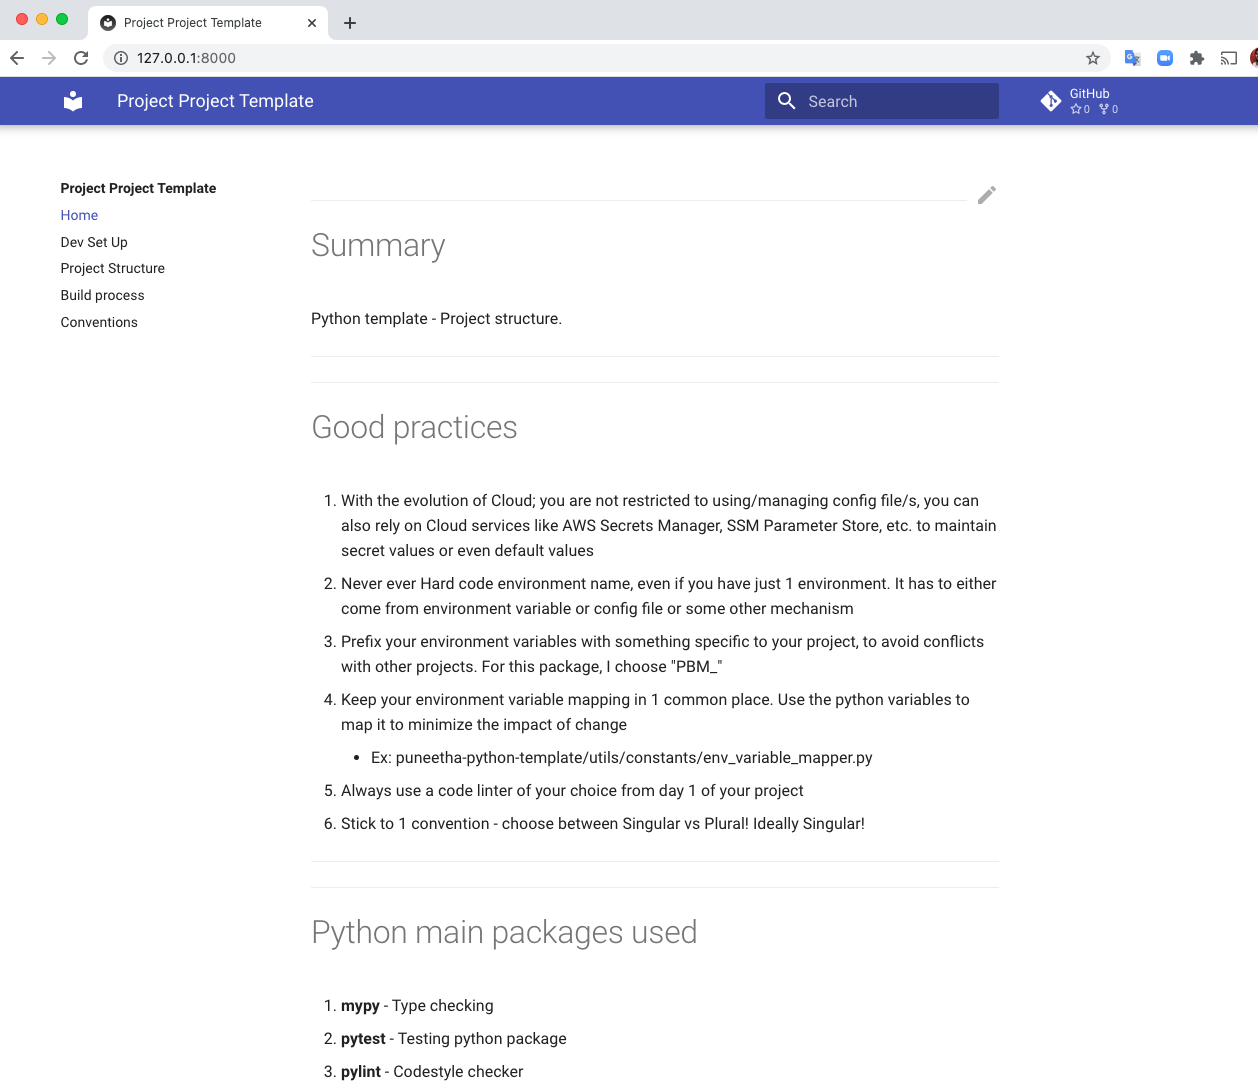 Project Project Template
127.0.0.1:8000
Project Project Template
Search
GitHub
0 0
Project Project Template
Home
Dev Set Up
Project Structure
Build process
Conventions
Summary
Python template - Project structure.
Good practices
1. With the evolution of Cloud; you are not restricted to using/managing config file/s, you can
also rely on Cloud services like AWS Secrets Manager, SSM Parameter Store, etc. to maintain
secret values or even default values
2. Never ever Hard code environment name, even if you have just 1 environment. It has to either
come from environment variable or config file or some other mechanism
3. Prefix your environment variables with something specific to your project, to avoid conflicts
with other projects. For this package, I choose "PBM_"
4. Keep your environment variable mapping in 1 common place. Use the python variables to
map it to minimize the impact of change
• Ex: puneetha-python-template/utils/constants/env_variable_mapper.py
5. Always use a code linter of your choice from day 1 of your project
6. Stick to 1 convention - choose between Singular vs Plural! Ideally Singular!
Python main packages used
1. mypy - Type checking
2. pytest - Testing python package
3. pylint - Codestyle checker